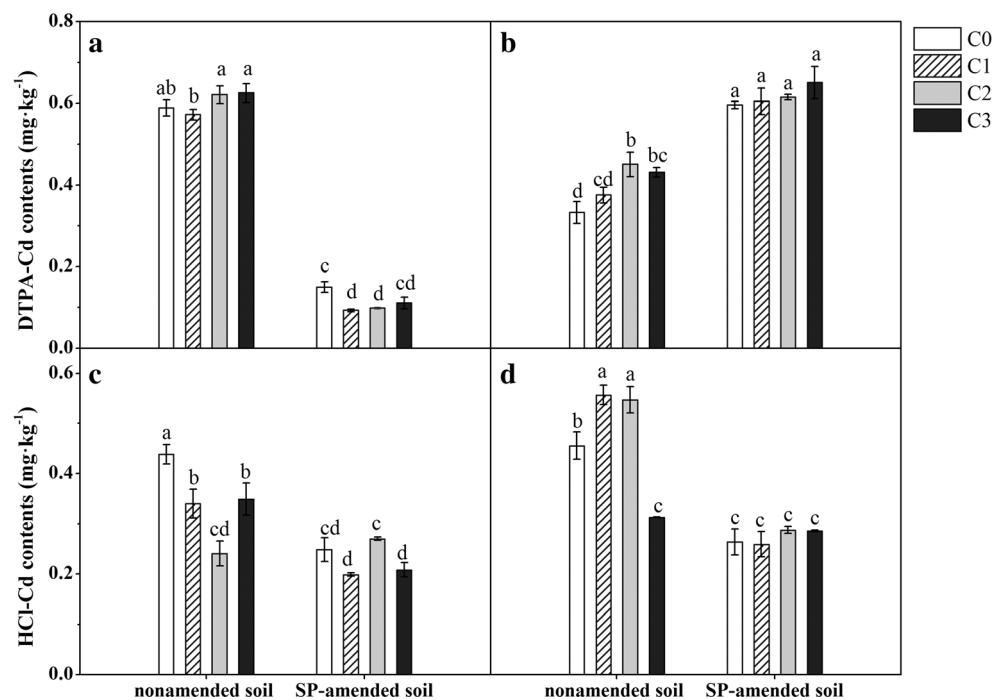 0.8
0.6
0.4
0.2
0.0
DTPA-Cd contents (mg·kg⁻¹)
a
ab
b
a
a
c
d
d
cd
b
d
cd
b
bc
a
a
a
a
C0
C1
C2
C3
0.6
0.4
0.2
0.0
HCl-Cd contents (mg·kg⁻¹)
c
a
b
cd
b
cd
d
c
d
d
b
a
a
c
c
c
c
c
nonamended soil SP-amended soil nonamended soil SP-amended soil